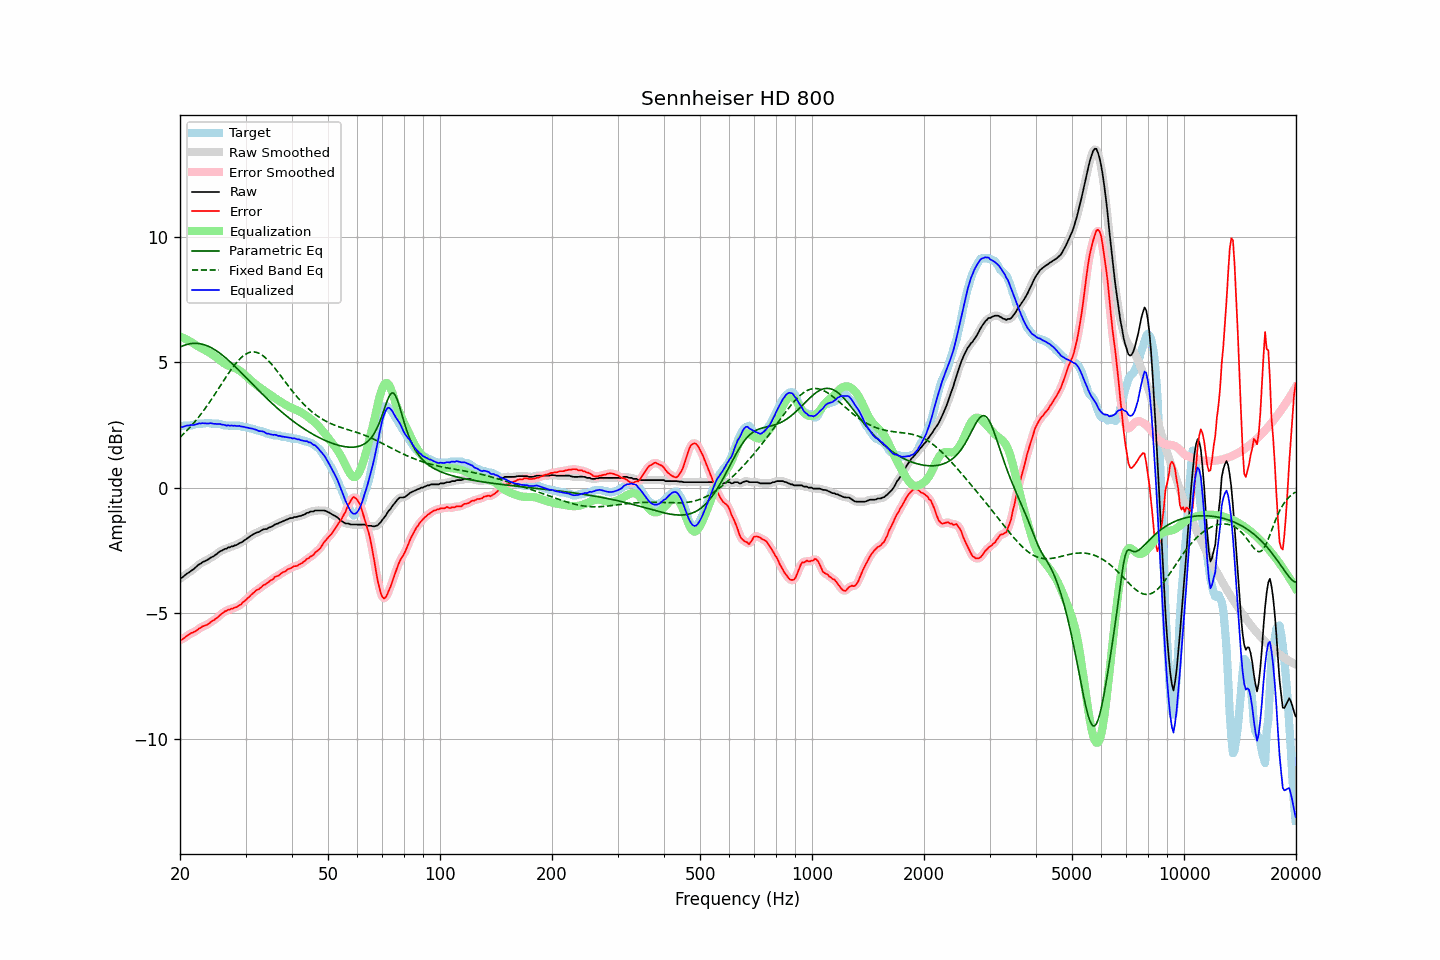 Sennheiser HD 800
Target
Raw Smoothed
Error Smoothed
Raw
Error
Equalization
Parametric Eq
Fixed Band Eq
Equalized
10
5
0
−5
−10
Amplitude (dBr)
20 50 100 200 500 1000 2000 5000 10000 20000
Frequency (Hz)